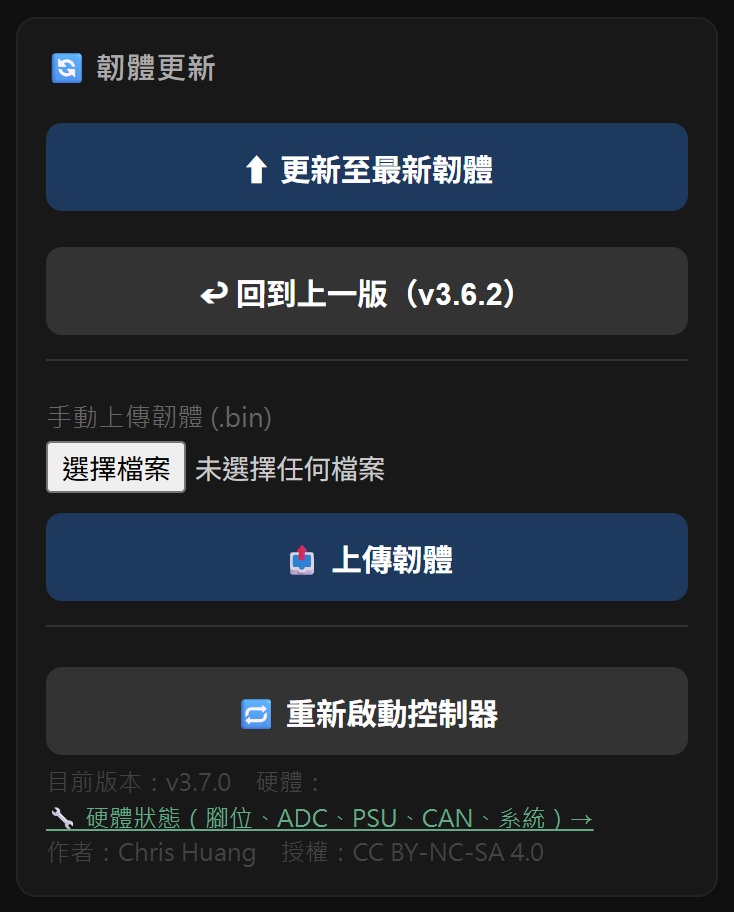 韌體更新
更新至最新韌體
回到上一版（v3.6.2）
手動上傳韌體 (.bin)
選擇檔案 未選擇任何檔案
上傳韌體
重新啟動控制器
目前版本：v3.7.0 硬體：
硬體狀態（腳位、ADC、PSU、CAN、系統）→
作者：Chris Huang 授權：CC BY-NC-SA 4.0